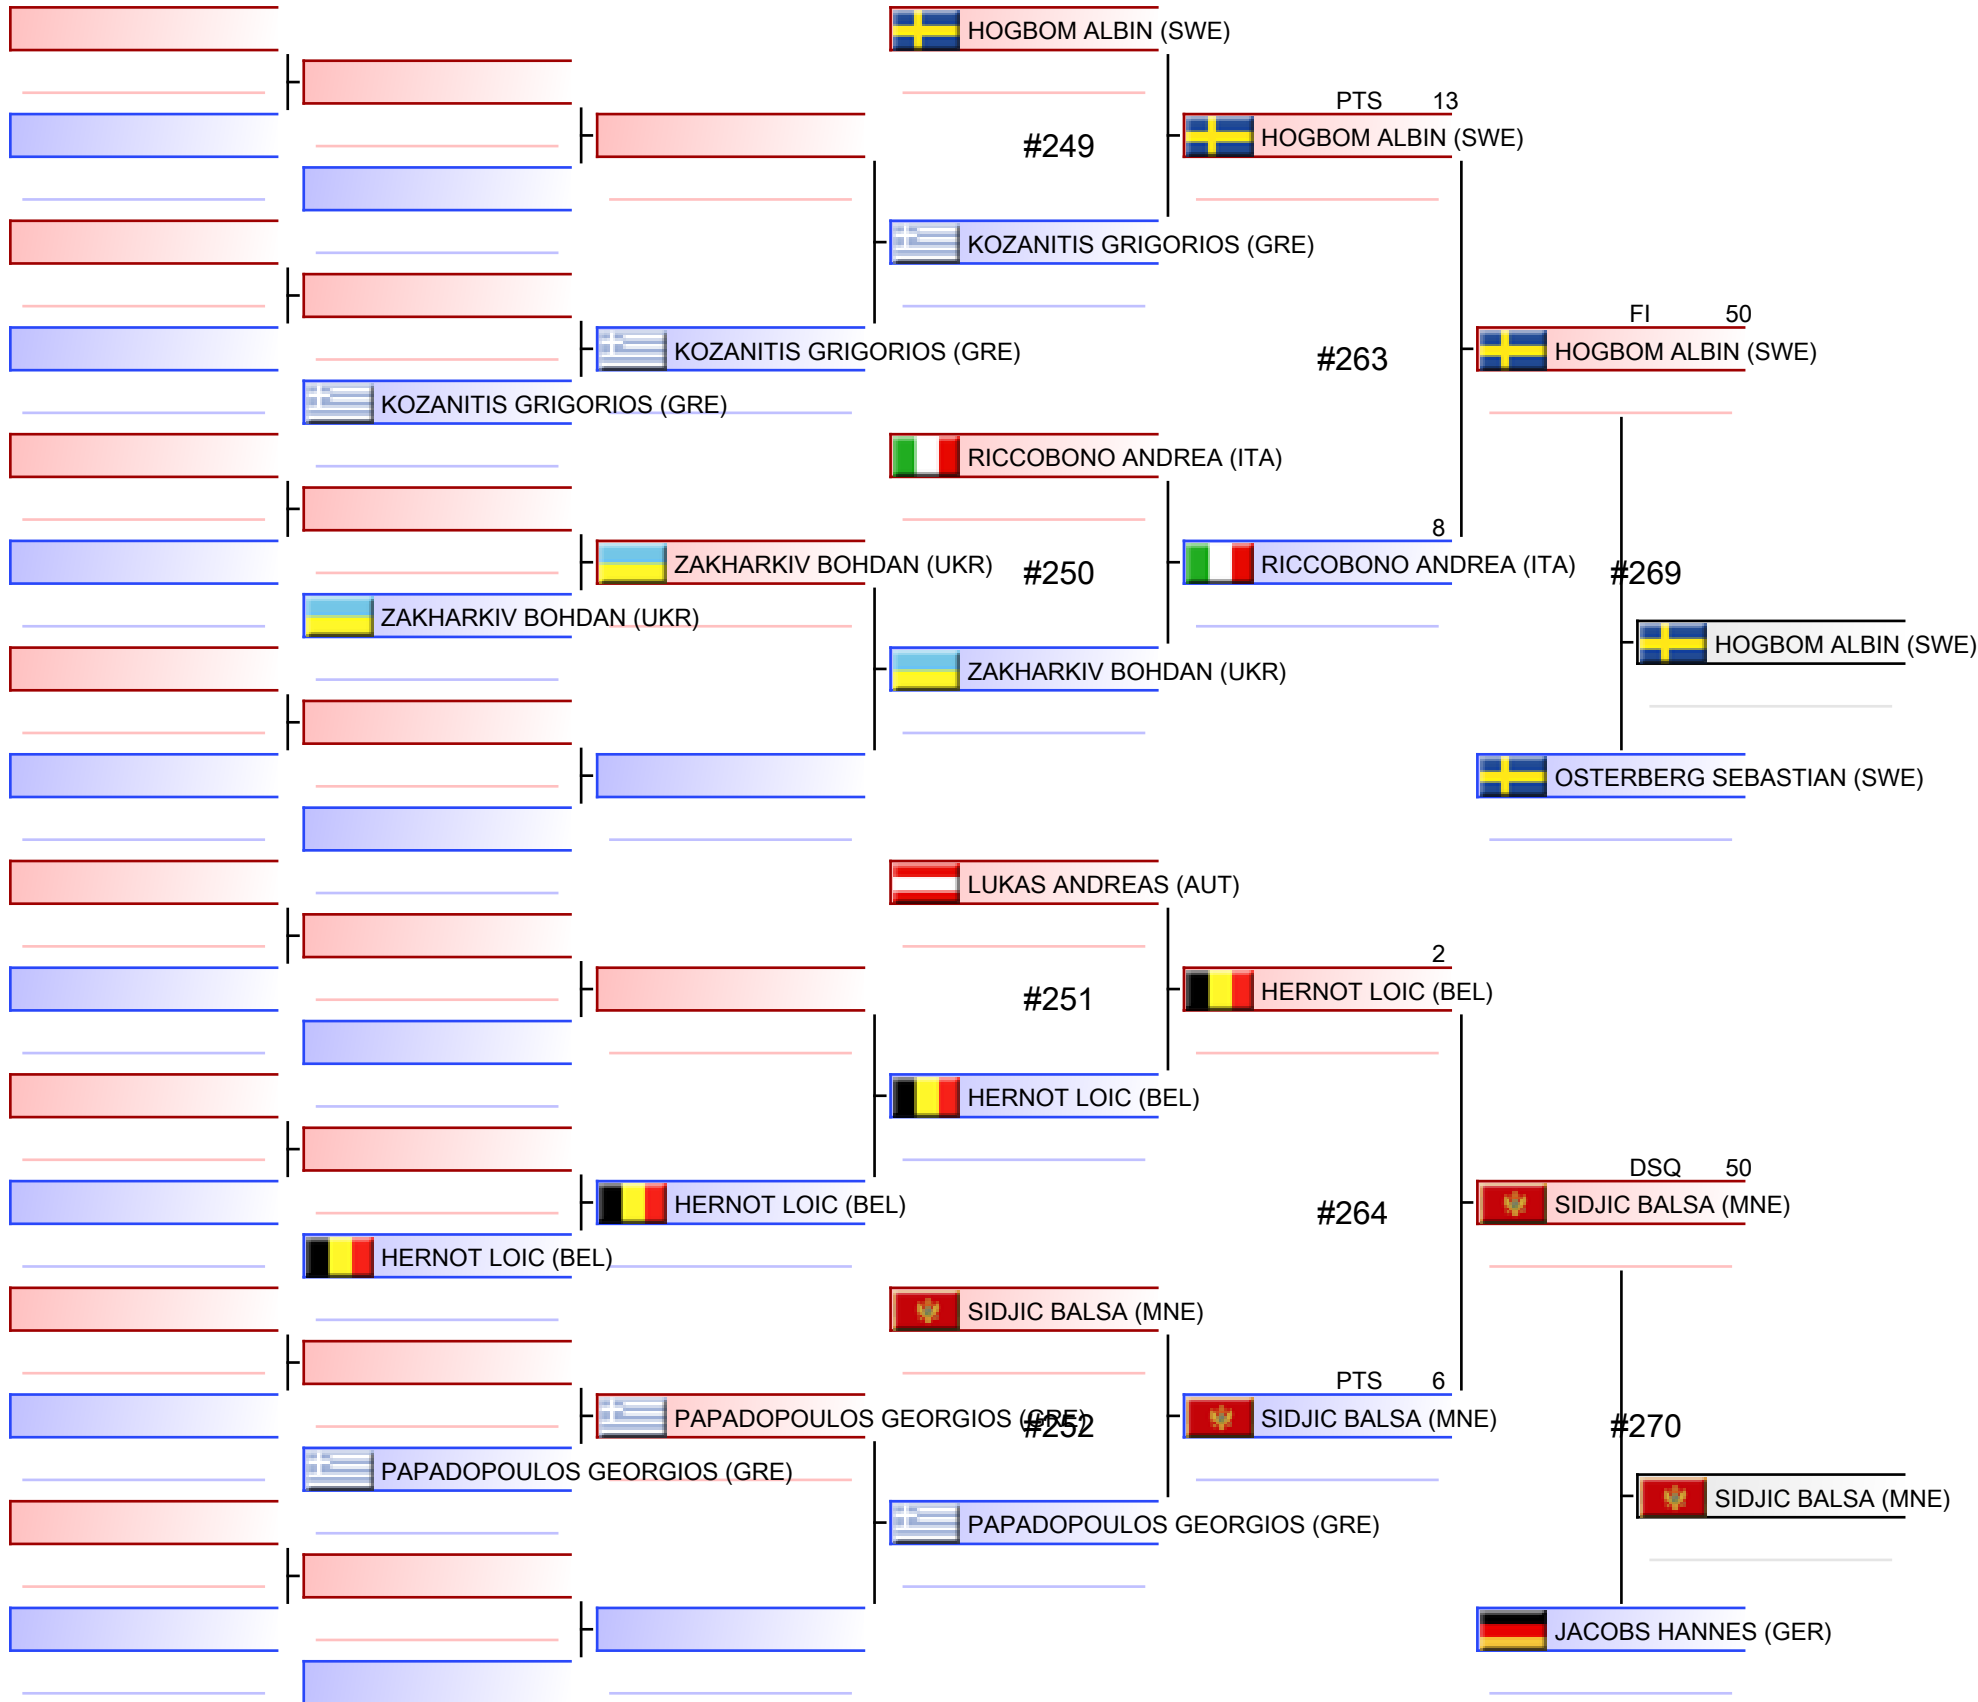 HOGBOM ALBIN (SWE)
PTS 13
#249
HOGBOM ALBIN (SWE)
KOZANITIS GRIGORIOS (GRE)
FI 50
KOZANITIS GRIGORIOS (GRE)
#263
HOGBOM ALBIN (SWE)
KOZANITIS GRIGORIOS (GRE)
RICCOBONO ANDREA (ITA)
8
ZAKHARKIV BOHDAN (UKR)
#250
RICCOBONO ANDREA (ITA)
#269
ZAKHARKIV BOHDAN (UKR)
HOGBOM ALBIN (SWE)
ZAKHARKIV BOHDAN (UKR)
OSTERBERG SEBASTIAN (SWE)
LUKAS ANDREAS (AUT)
2
#251
HERNOT LOIC (BEL)
HERNOT LOIC (BEL)
DSQ 50
HERNOT LOIC (BEL)
#264
SIDJIC BALSA (MNE)
HERNOT LOIC (BEL)
SIDJIC BALSA (MNE)
PTS 6
PAPADOPOULOS GEORGIOS (GRE)
#252
SIDJIC BALSA (MNE)
#270
PAPADOPOULOS GEORGIOS (GRE)
SIDJIC BALSA (MNE)
PAPADOPOULOS GEORGIOS (GRE)
JACOBS HANNES (GER)